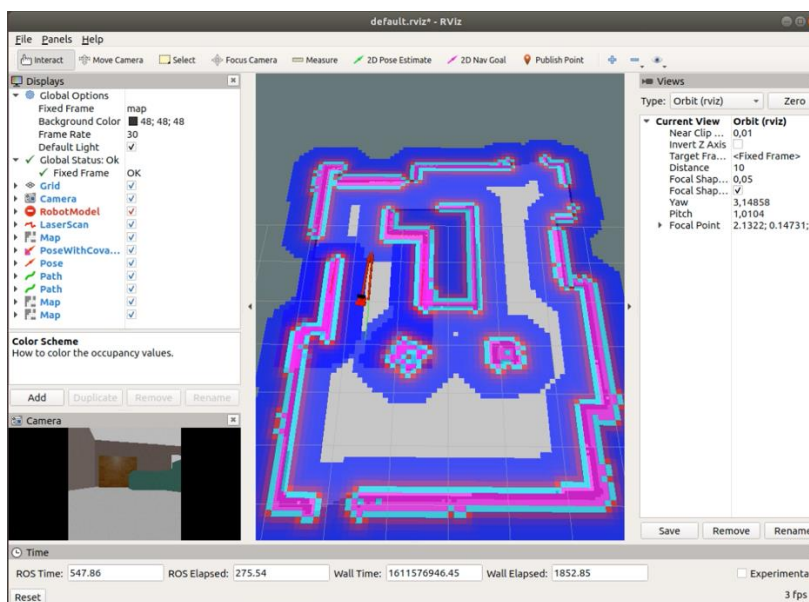 default.rviz* - RViz
File Panels Help
Interact Move Camera Select Focus Camera Measure 2D Pose Estimate 2D Nav Goal Publish Point
Displays
Global Options
Fixed Frame map
Background Color 48; 48; 48
Frame Rate 30
Default Light
Global Status: Ok
Fixed Frame OK
Grid
Camera
RobotModel
LaserScan
Map
PoseWithCova...
Pose
Path
Path
Map
Map
Color Scheme
How to color the occupancy values.
Add Duplicate Remove Rename
Camera
Views
Type: Orbit (rviz) Zero
Current View Orbit (rviz)
Near Clip ... 0,01
Invert Z Axis
Target Fra... <Fixed Frame>
Distance 10
Focal Shap... 0,05
Focal Shap...
Yaw 3,14858
Pitch 1,0104
Focal Point 2.1322; 0.14731;
Save Remove Rename
Time
ROS Time: 547.86 ROS Elapsed: 275.54 Wall Time: 1611576946.45 Wall Elapsed: 1852.85 Experimenta
Reset 3 fps